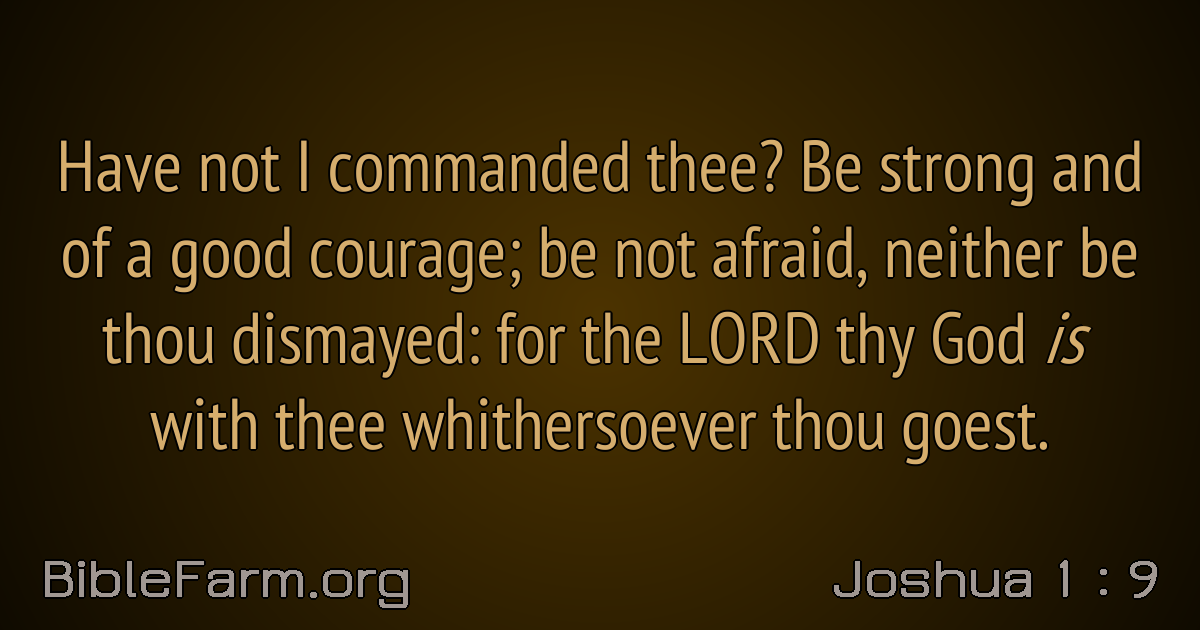 Have not I commanded thee? Be strong and
of a good courage; be not afraid, neither be
thou dismayed: for the LORD thy God is
with thee whithersoever thou goest.
BibleFarm.org
Joshua 1 : 9